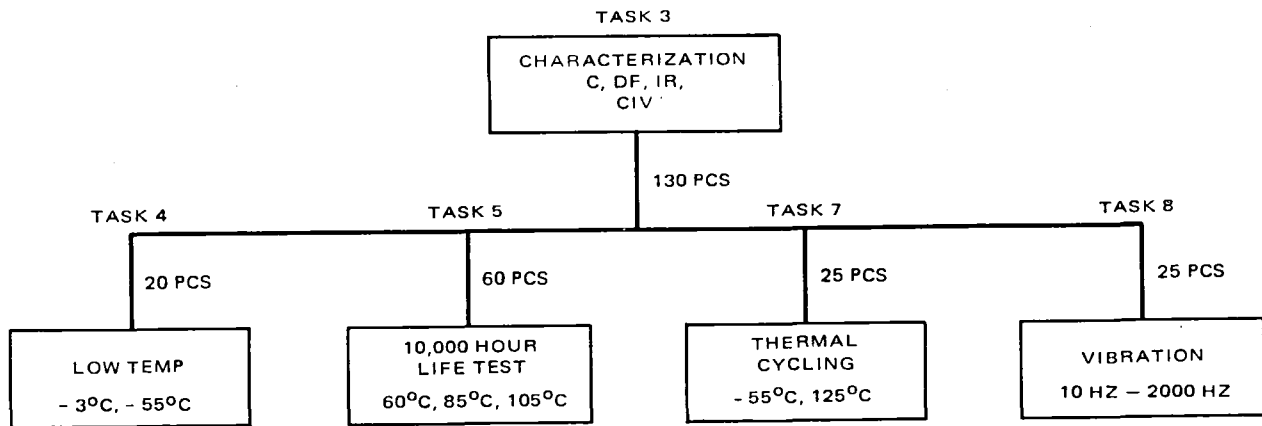 TASK 3
CHARACTERIZATION
C, DF, IR,
CIV
130 PCS
TASK 4
TASK 5
TASK 7
TASK 8
20 PCS
60 PCS
25 PCS
25 PCS
LOW TEMP
- 3°C, - 55°C
10,000 HOUR
LIFE TEST
60°C, 85°C, 105°C
THERMAL
CYCLING
- 55°C, 125°C
VIBRATION
10 HZ – 2000 HZ